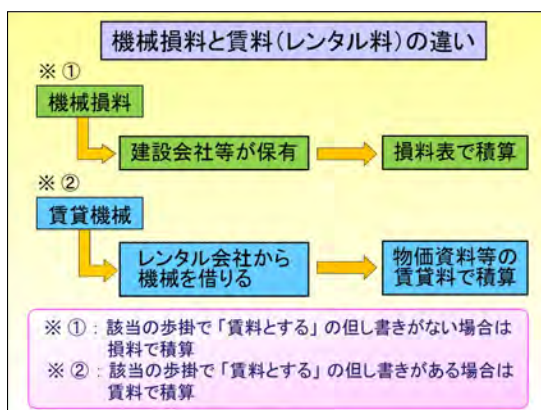 機械損料と賃料(レンタル料)の違い
※ ①
機械損料
建設会社等が保有
損料表で積算
※ ②
賃貸機械
レンタル会社から
機械を借りる
物価資料等の
賃貸料で積算
※ ① : 該当の歩掛で「賃料とする」の但し書きがない場合は
損料で積算
※ ② : 該当の歩掛で「賃料とする」の但し書きがある場合は
賃料で積算